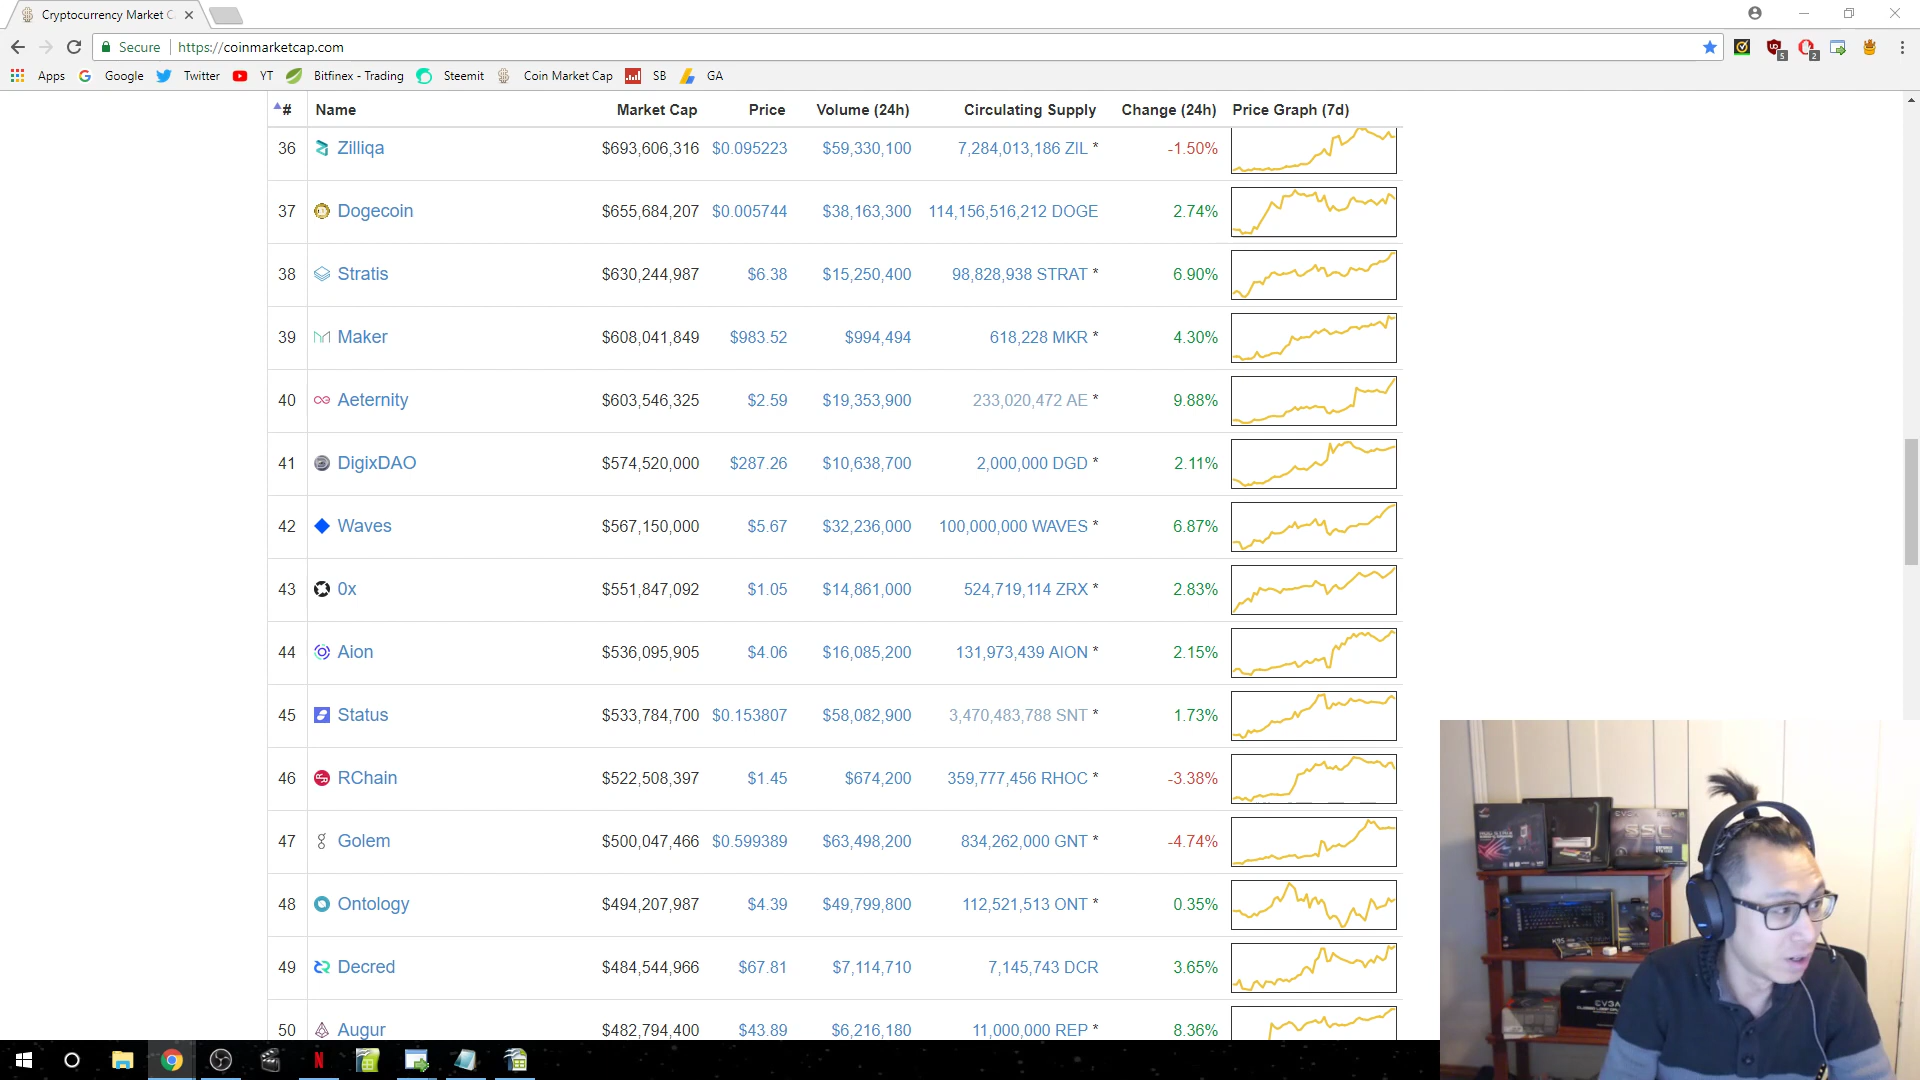 Cryptocurrency Market C
Secure https://coinmarketcap.com
5 2
Apps Google Twitter YT Bitfinex - Trading Steemit Coin Market Cap SB GA
# Name Market Cap Price Volume (24h) Circulating Supply Change (24h) Price Graph (7d)
36 Zilliqa $693,606,316 $0.095223 $59,330,100 7,284,013,186 ZIL * -1.50%
37 Dogecoin $655,684,207 $0.005744 $38,163,300 114,156,516,212 DOGE 2.74%
38 Stratis $630,244,987 $6.38 $15,250,400 98,828,938 STRAT * 6.90%
39 Maker $608,041,849 $983.52 $994,494 618,228 MKR * 4.30%
40 Aeternity $603,546,325 $2.59 $19,353,900 233,020,472 AE * 9.88%
41 DigixDAO $574,520,000 $287.26 $10,638,700 2,000,000 DGD * 2.11%
42 Waves $567,150,000 $5.67 $32,236,000 100,000,000 WAVES * 6.87%
43 0x $551,847,092 $1.05 $14,861,000 524,719,114 ZRX * 2.83%
44 Aion $536,095,905 $4.06 $16,085,200 131,973,439 AION * 2.15%
45 Status $533,784,700 $0.153807 $58,082,900 3,470,483,788 SNT * 1.73%
46 RChain $522,508,397 $1.45 $674,200 359,777,456 RHOC * -3.38%
47 Golem $500,047,466 $0.599389 $63,498,200 834,262,000 GNT * -4.74%
48 Ontology $494,207,987 $4.39 $49,799,800 112,521,513 ONT * 0.35%
49 Decred $484,544,966 $67.81 $7,114,710 7,145,743 DCR 3.65%
50 Augur $482,794,400 $43.89 $6,216,180 11,000,000 REP * 8.36%
EVGA
SSC
K95
EVGA